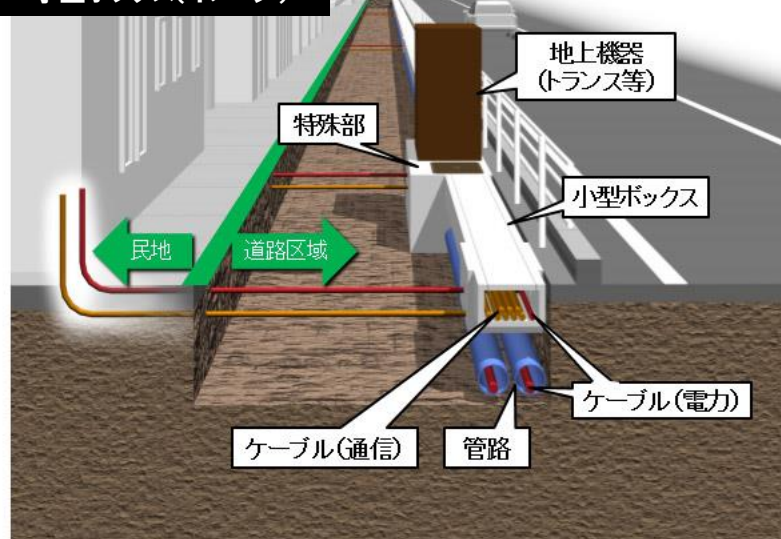 地上機器
(トランス等)
特殊部
小型ボックス
民地
道路区域
ケーブル(電力)
ケーブル(通信)
管路